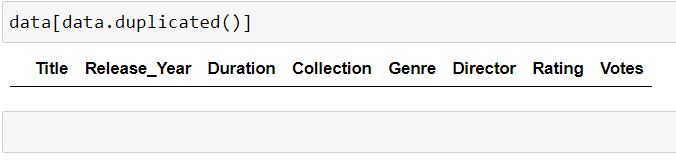 data[data.duplicated()]
Title Release_Year Duration Collection Genre Director Rating Votes